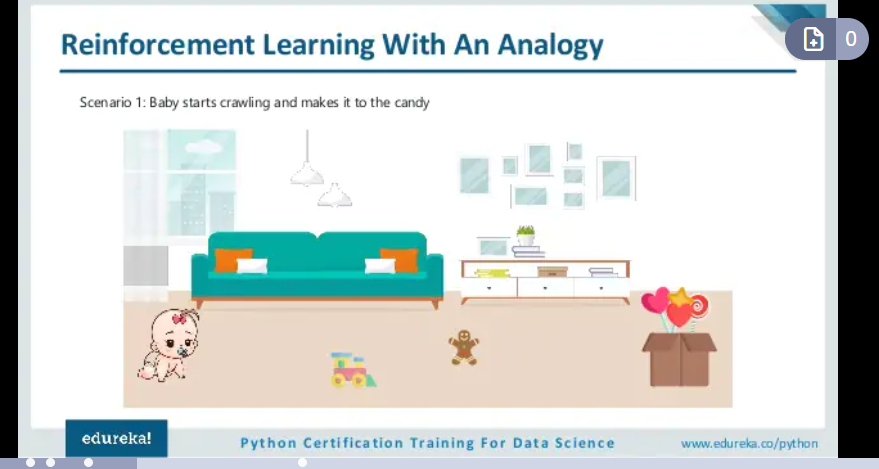 Reinforcement Learning With An Analogy
0
Scenario 1: Baby starts crawling and makes it to the candy
edureka!
Python Certification Training For Data Science
www.edureka.co/python